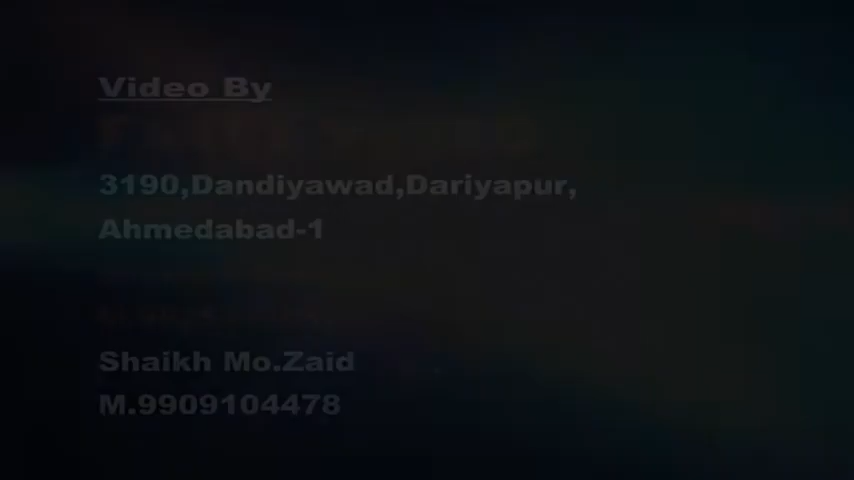 Video By
3190,Dandiyawad,Dariyapur,
Ahmedabad-1
Shaikh Mo.Zaid
M.9909104478